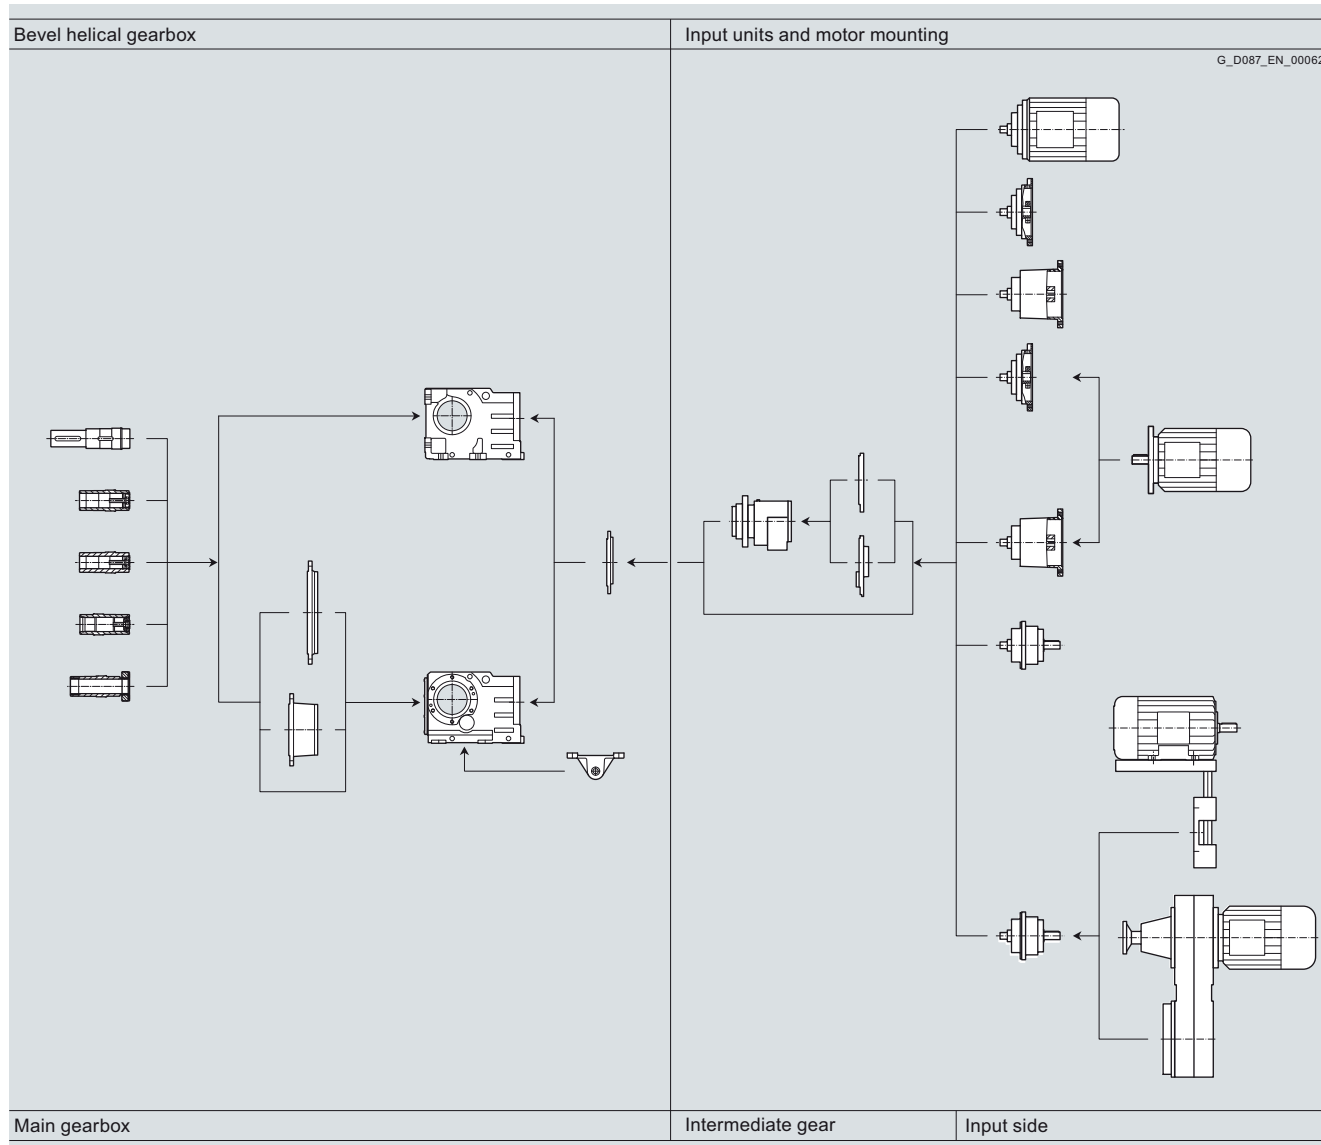 Bevel helical gearbox
Input units and motor mounting
G_D087_EN_00062
Main gearbox
Intermediate gear
Input side